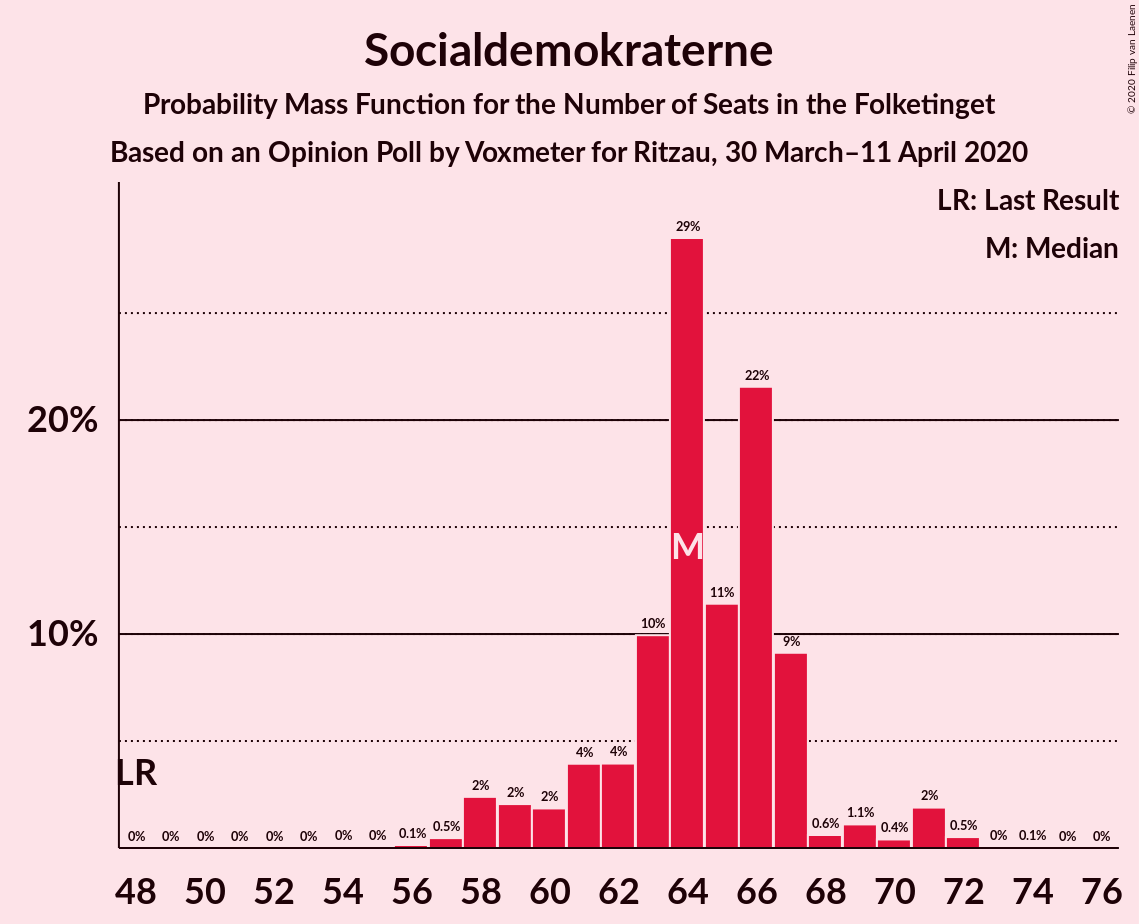 Socialdemokraterne
Probability Mass Function for the Number of Seats in the Folketinget
Based on an Opinion Poll by Voxmeter for Ritzau, 30 March–11 April 2020
© 2020 Filip van Laenen
LR: Last Result
M: Median
29%
22%
20%
M
11%
10%
10%
9%
4% 4%
LR
2% 2% 2% 2%
0% 0% 0% 0% 0% 0% 0% 0% 0.1% 0.5% 0.6% 1.1% 0.4% 0.5% 0% 0.1% 0% 0%
48 50 52 54 56 58 60 62 64 66 68 70 72 74 76